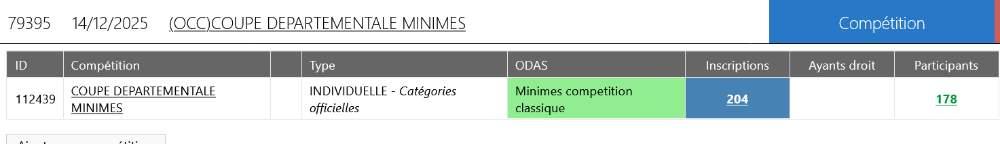 79395 14/12/2025 (OCC)COUPE DEPARTEMENTALE MINIMES Compétition
ID Compétition Type ODAS Inscriptions Ayants droit Participants
112439 COUPE DEPARTEMENTALE MINIMES INDIVIDUELLE - Catégories officielles Minimes competition classique 204 178